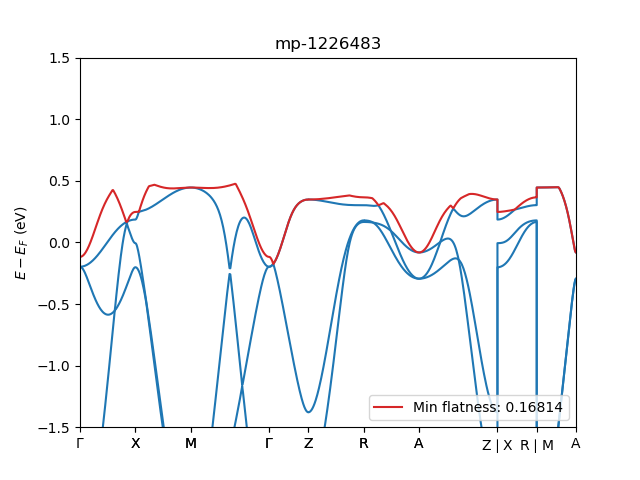 mp-1226483
1.5
1.0
0.5
0.0
−0.5
−1.0
−1.5
E − E_F (eV)
Min flatness: 0.16814
Γ X M Γ Z R A Z | X R | M A